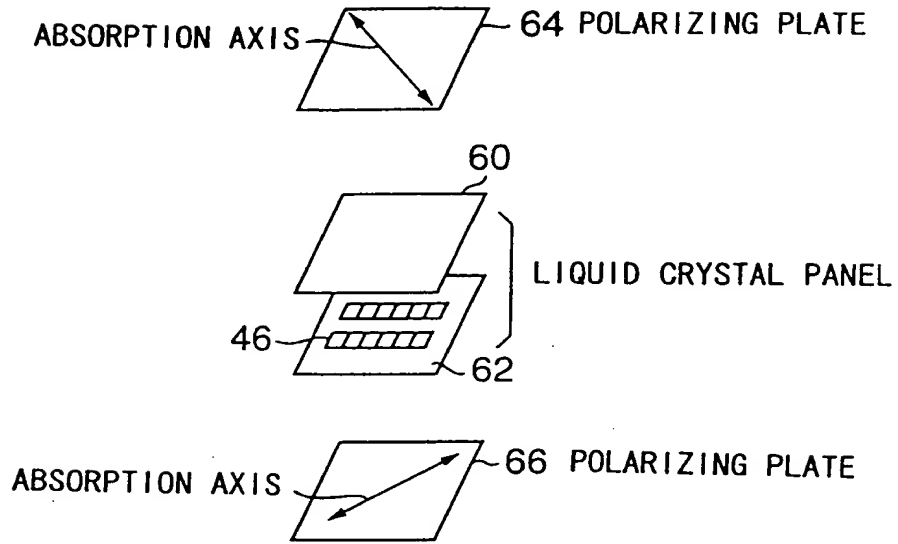 ABSORPTION AXIS
64 POLARIZING PLATE
60
LIQUID CRYSTAL PANEL
46
62
66 POLARIZING PLATE
ABSORPTION AXIS